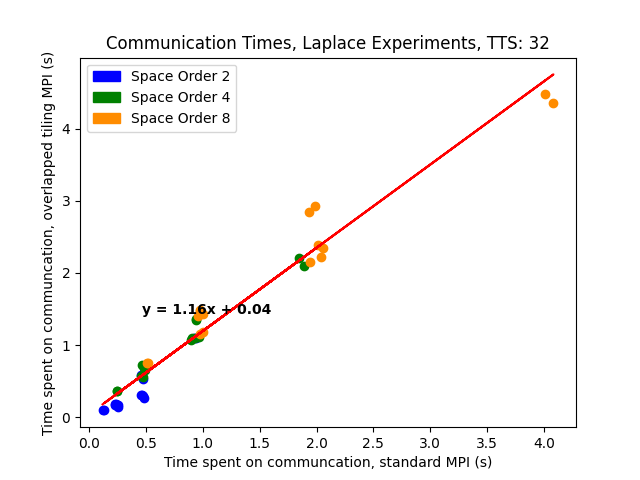 Communication Times, Laplace Experiments, TTS: 32
Space Order 2
Space Order 4
Space Order 8
Time spent on communcation, overlapped tiling MPI (s)
4
3
2
1
0
y = 1.16x + 0.04
0.0 0.5 1.0 1.5 2.0 2.5 3.0 3.5 4.0
Time spent on communcation, standard MPI (s)